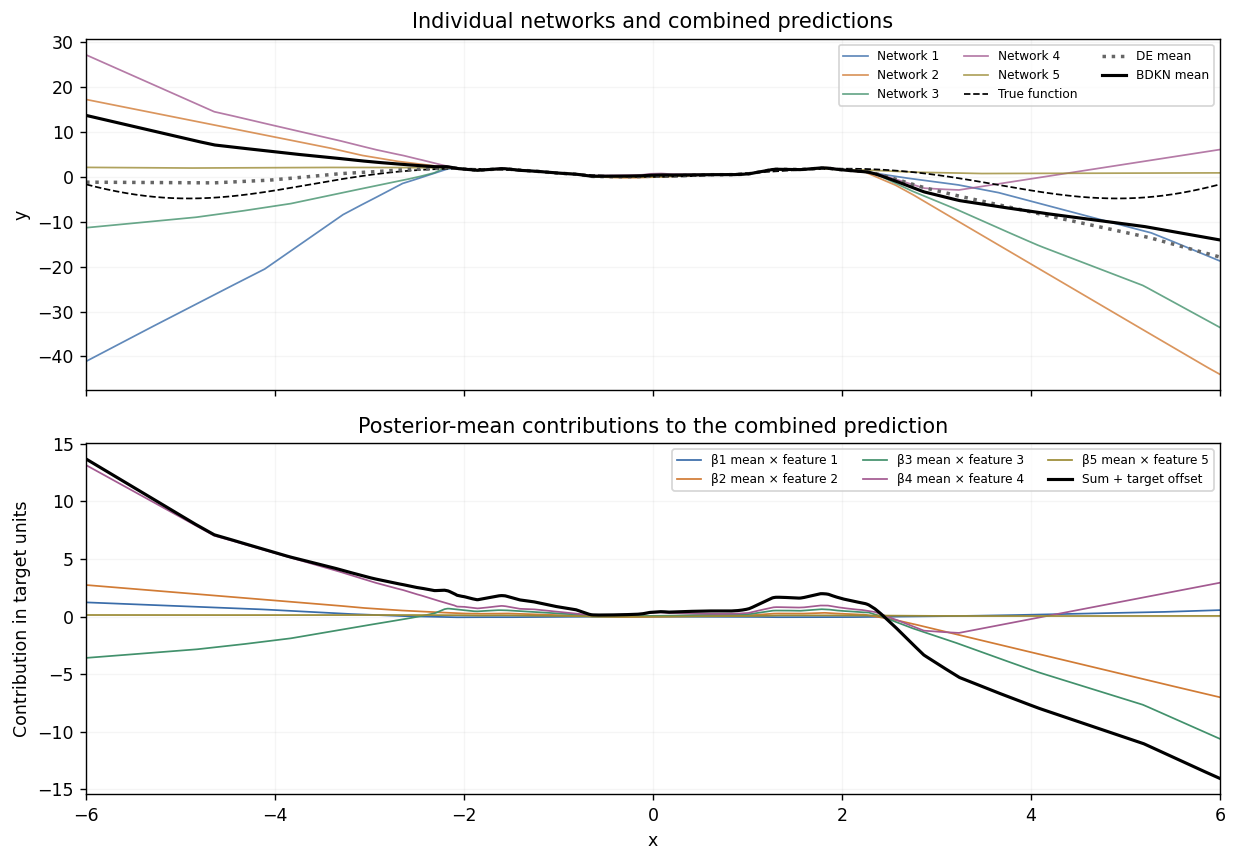 Individual networks and combined predictions
Network 1 Network 4 DE mean
Network 2 Network 5 BDKN mean
Network 3 True function
30
20
10
0
−10
−20
−30
−40
y
Posterior-mean contributions to the combined prediction
β1 mean × feature 1 β3 mean × feature 3 β5 mean × feature 5
β2 mean × feature 2 β4 mean × feature 4 Sum + target offset
15
10
5
0
−5
−10
−15
Contribution in target units
−6 −4 −2 0 2 4 6
x